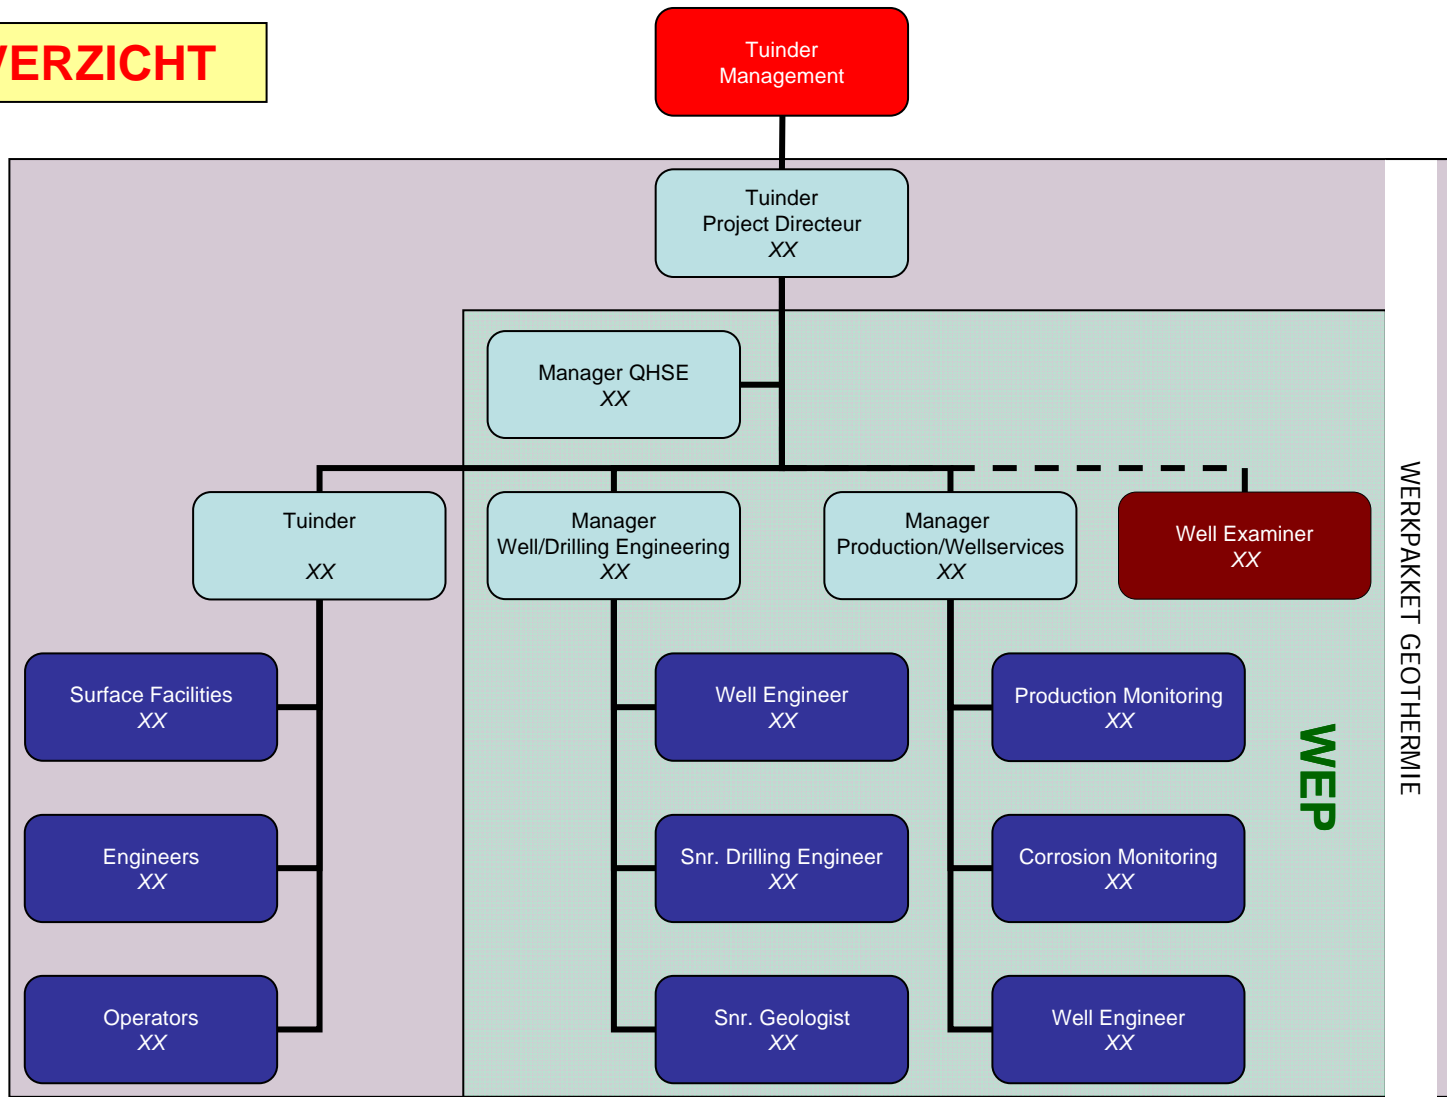 VERZICHT
Tuinder
Management
Tuinder
Project Directeur
XX
Manager QHSE
XX
Tuinder
XX
Manager
Well/Drilling Engineering
XX
Manager
Production/Wellservices
XX
Well Examiner
XX
Surface Facilities
XX
Well Engineer
XX
Production Monitoring
XX
Engineers
XX
Snr. Drilling Engineer
XX
Corrosion Monitoring
XX
Operators
XX
Snr. Geologist
XX
Well Engineer
XX
WEP
WERKPAKKET GEOTHERMIE